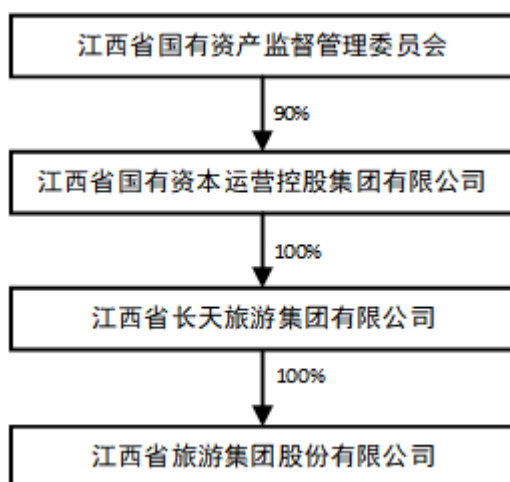 江西省国有资产监督管理委员会
90%
江西省国有资本运营控股集团有限公司
100%
江西省长天旅游集团有限公司
100%
江西省旅游集团股份有限公司